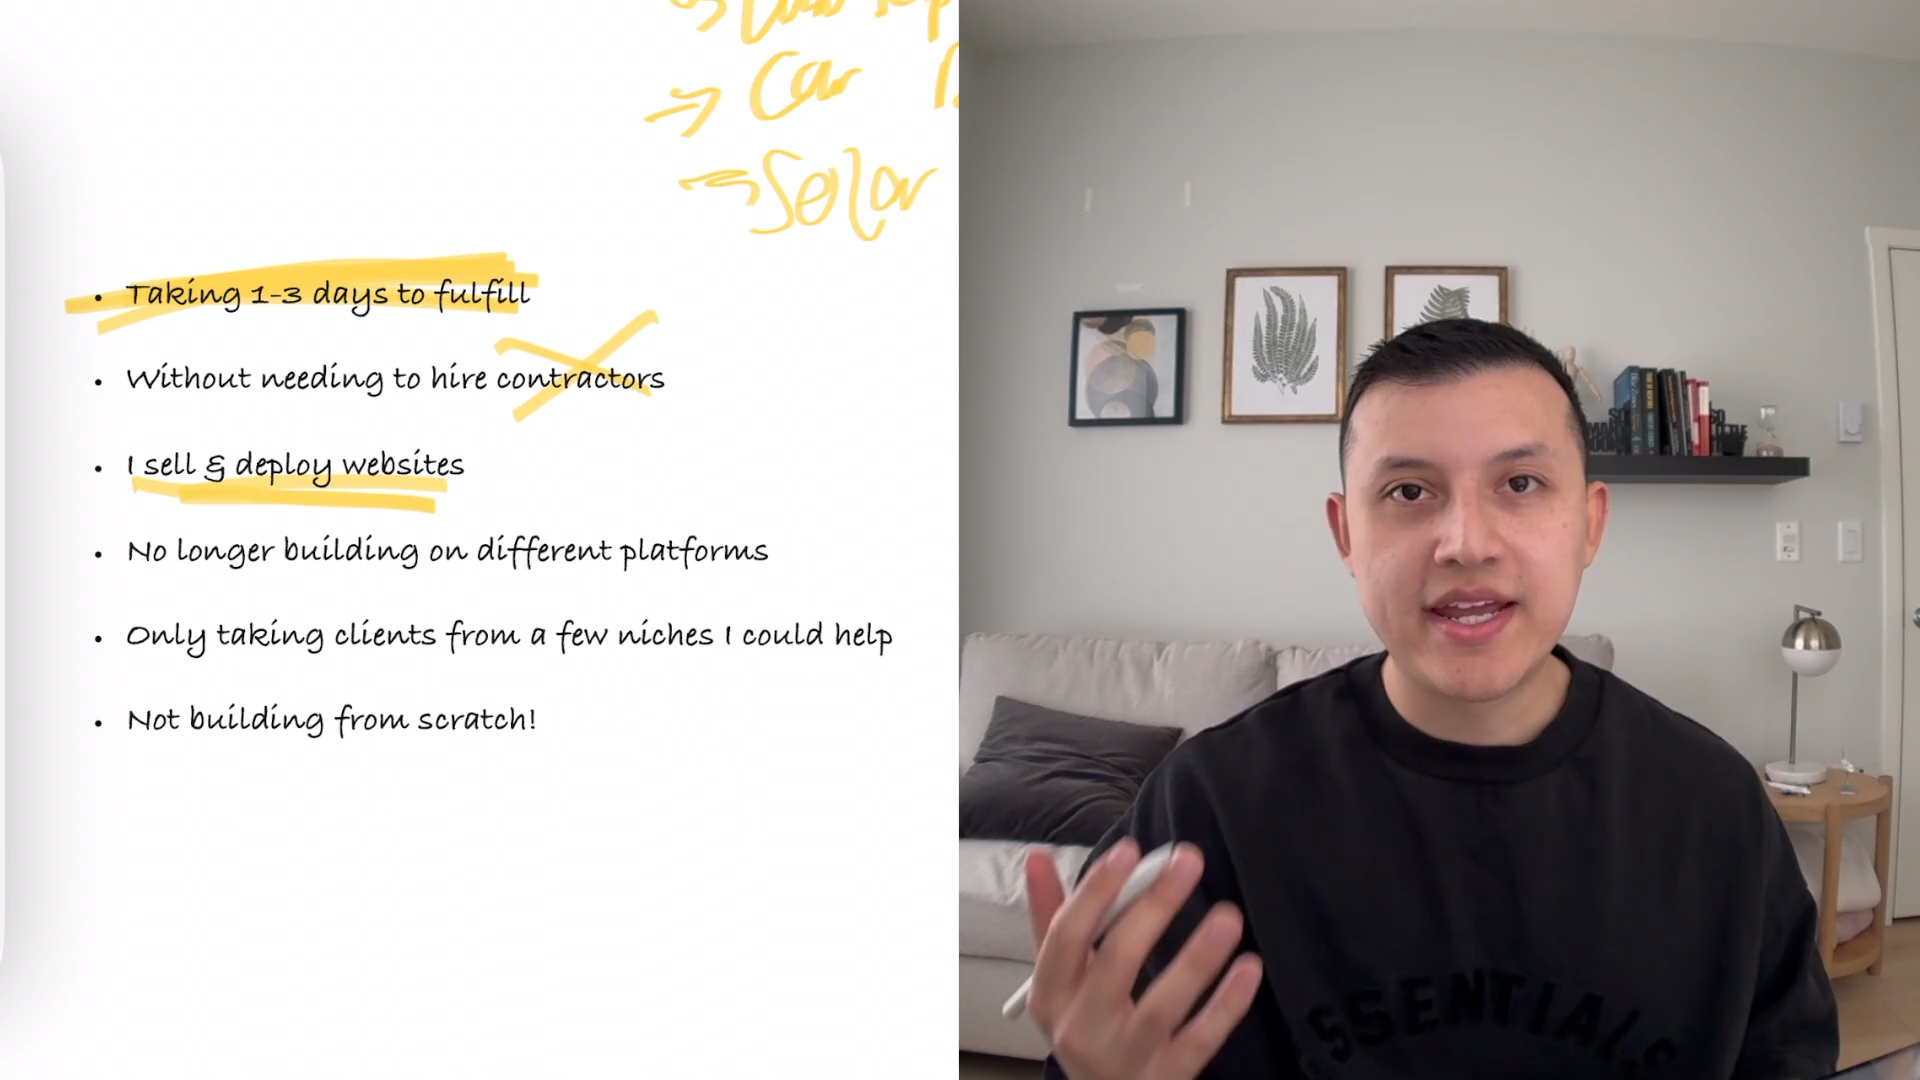 → Car
→ Solar
• Taking 1-3 days to fulfill
• Without needing to hire contractors
• I sell & deploy websites
• No longer building on different platforms
• Only taking clients from a few niches I could help
• Not building from scratch!
SSENTIALS